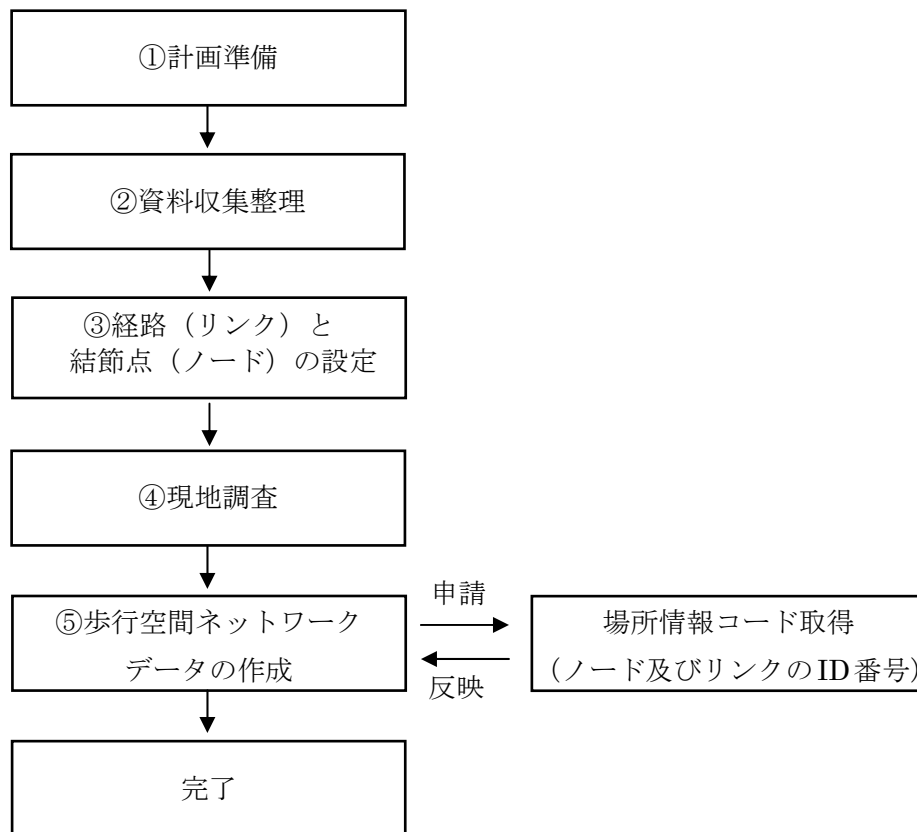 ①計画準備
②資料収集整理
③経路（リンク）と
結節点（ノード）の設定
④現地調査
⑤歩行空間ネットワーク
データの作成
申請
反映
場所情報コード取得
（ノード及びリンクのID番号）
完了